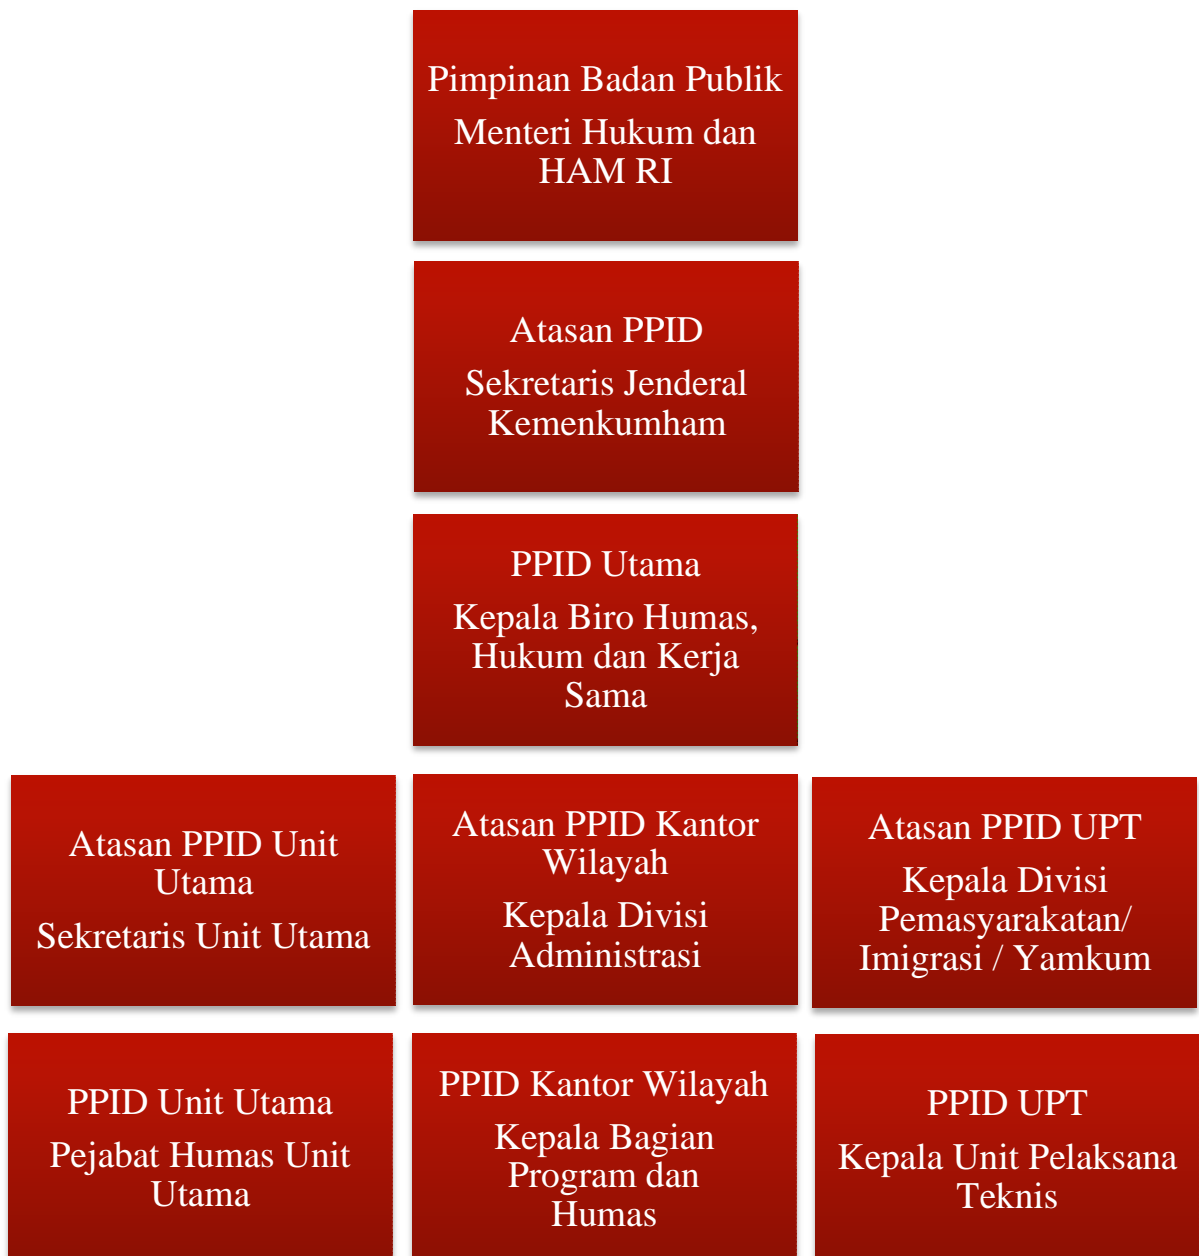 Pimpinan Badan Publik
Menteri Hukum dan
HAM RI
Atasan PPID
Sekretaris Jenderal
Kemenkumham
PPID Utama
Kepala Biro Humas,
Hukum dan Kerja
Sama
Atasan PPID Unit
Utama
Sekretaris Unit Utama
Atasan PPID Kantor
Wilayah
Kepala Divisi
Administrasi
Atasan PPID UPT
Kepala Divisi
Pemasyarakatan/
Imigrasi / Yamkum
PPID Unit Utama
Pejabat Humas Unit
Utama
PPID Kantor Wilayah
Kepala Bagian
Program dan
Humas
PPID UPT
Kepala Unit Pelaksana
Teknis